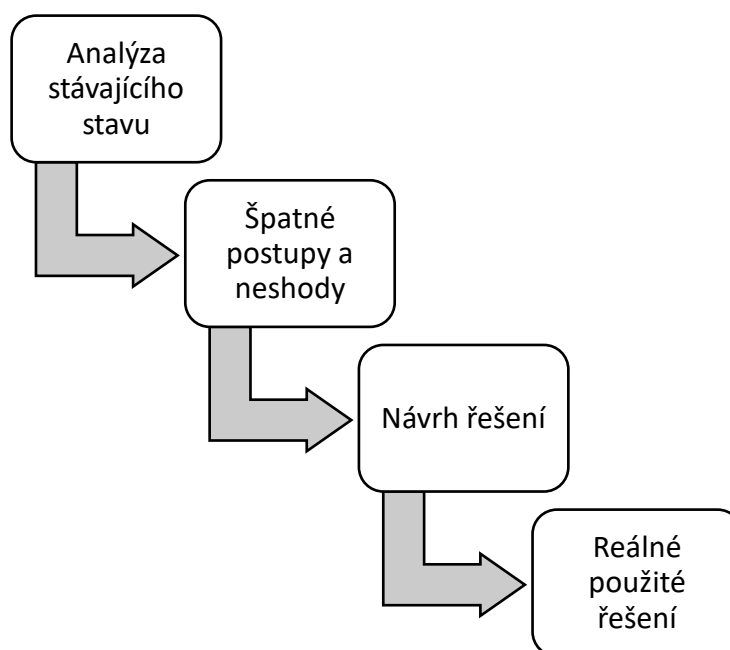 Analýza
stávajícího
stavu
Špatné
postupy a
neshody
Návrh řešení
Reálné
použité
řešení